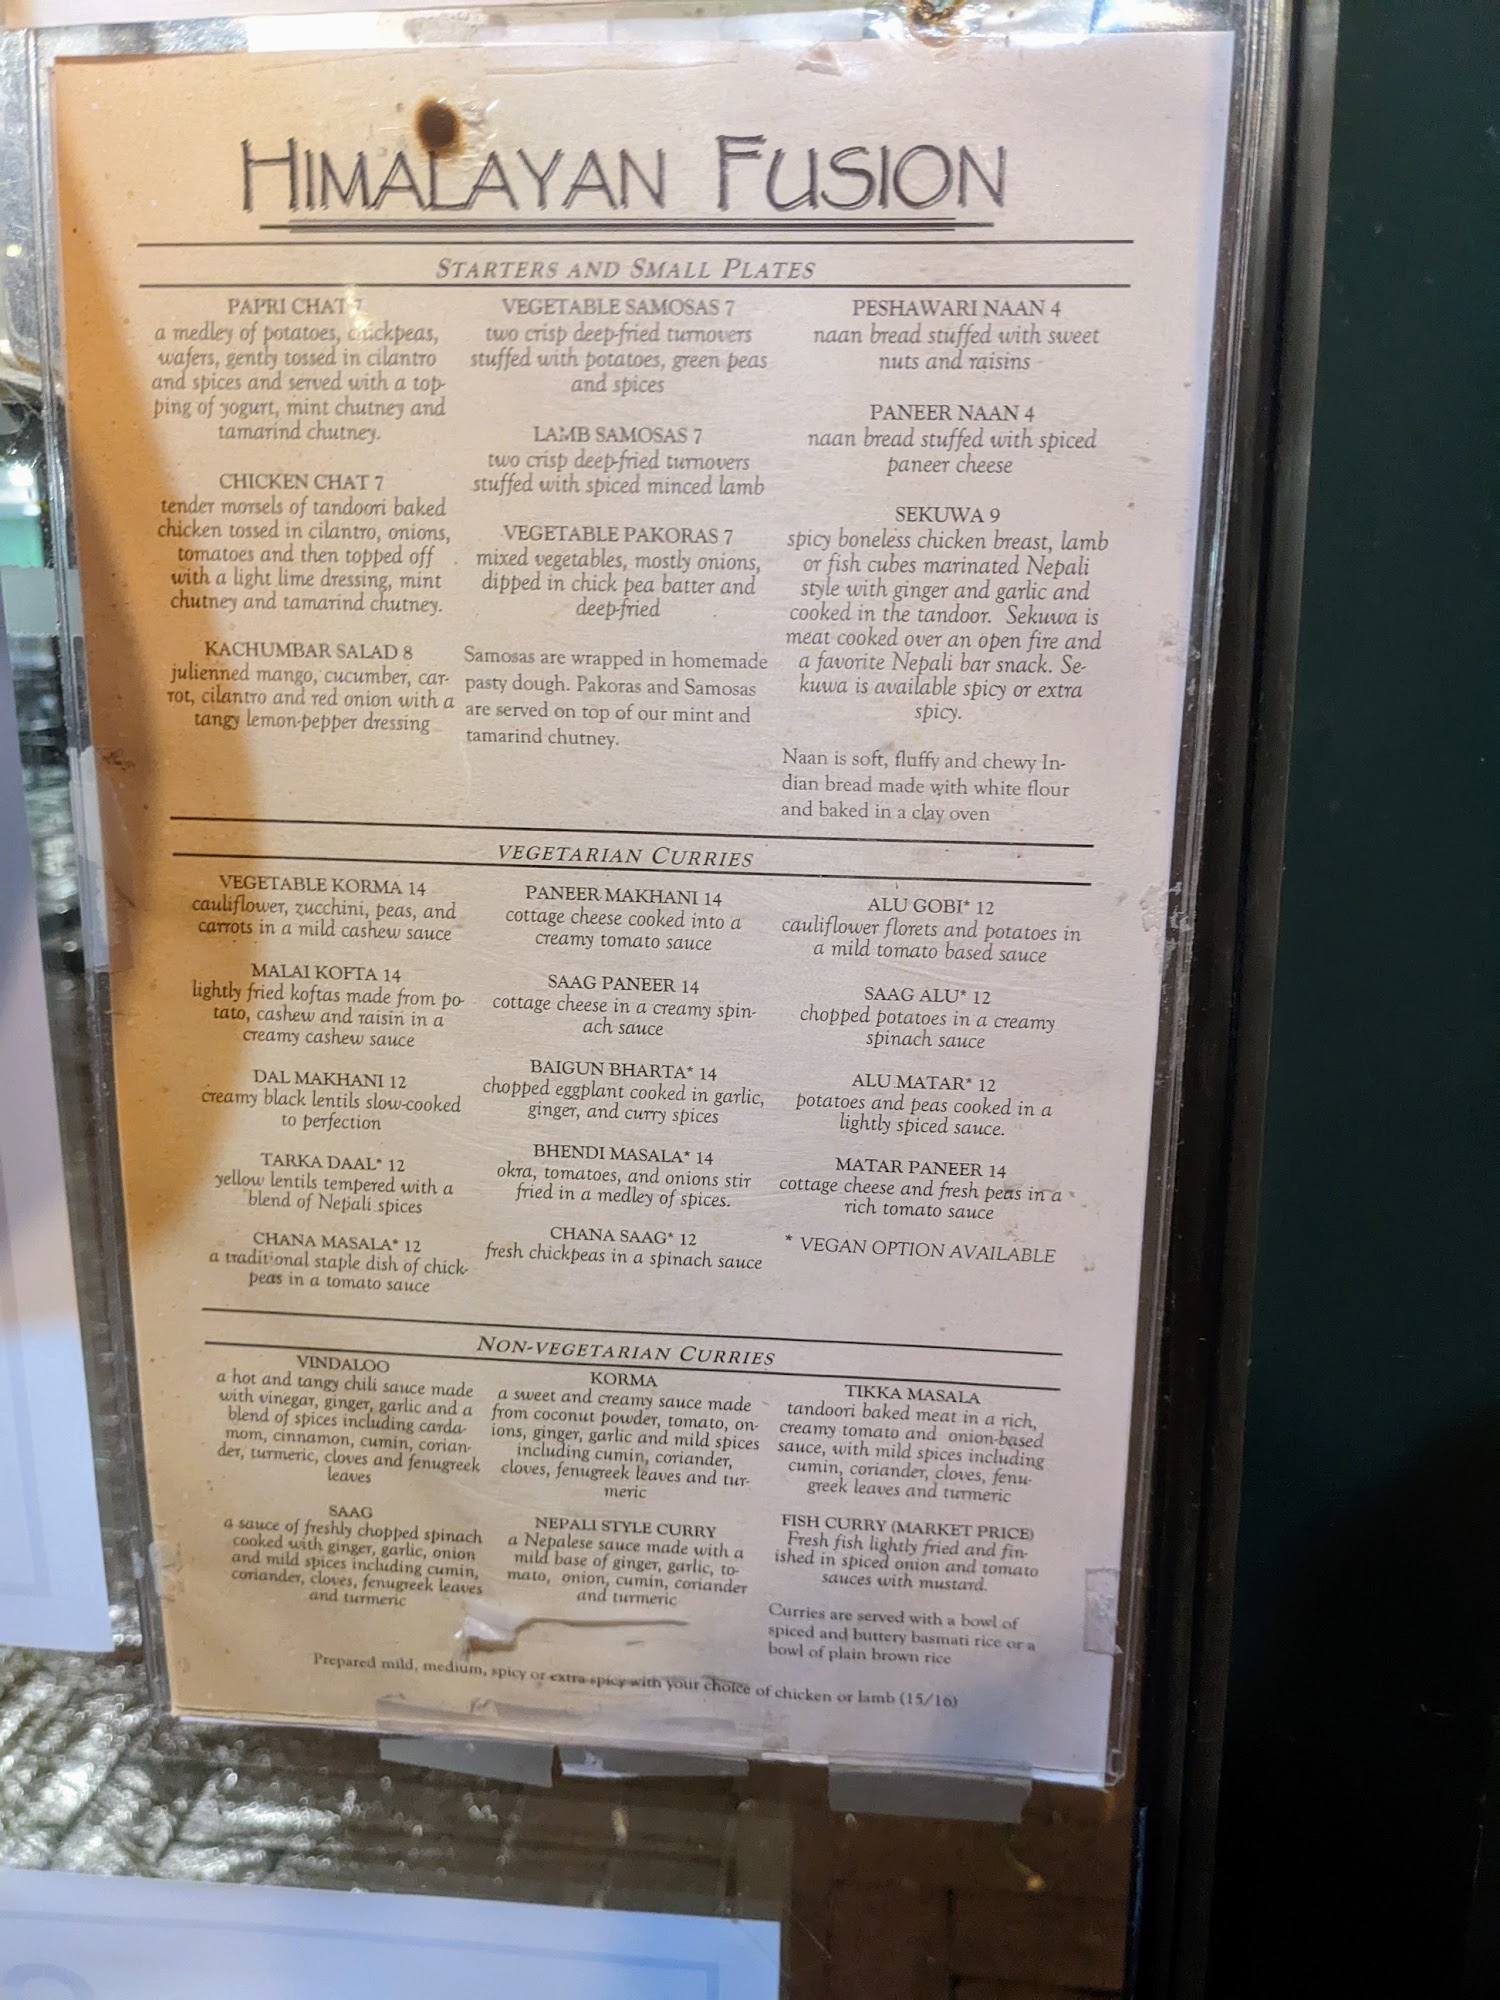 HIMALAYAN FUSION
STARTERS AND SMALL PLATES
PAPRI CHAT 7
a medley of potatoes, chickpeas,
wafers, gently tossed in cilantro
and spices and served with a top-
ping of yogurt, mint chutney and
tamarind chutney.
CHICKEN CHAT 7
tender morsels of tandoori baked
chicken tossed in cilantro, onions,
tomatoes and then topped off
with a light lime dressing, mint
chutney and tamarind chutney.
KACHUMBAR SALAD 8
julienned mango, cucumber, car-
rot, cilantro and red onion with a
tangy lemon-pepper dressing
VEGETABLE SAMOSAS 7
two crisp deep-fried turnovers
stuffed with potatoes, green peas
and spices
LAMB SAMOSAS 7
two crisp deep-fried turnovers
stuffed with spiced minced lamb
VEGETABLE PAKORAS 7
mixed vegetables, mostly onions,
dipped in chick pea batter and
deep-fried
Samosas are wrapped in homemade
pasty dough. Pakoras and Samosas
are served on top of our mint and
tamarind chutney.
PESHAWARI NAAN 4
naan bread stuffed with sweet
nuts and raisins
PANEER NAAN 4
naan bread stuffed with spiced
paneer cheese
SEKUWA 9
spicy boneless chicken breast, lamb
or fish cubes marinated Nepali
style with ginger and garlic and
cooked in the tandoor. Sekuwa is
meat cooked over an open fire and
a favorite Nepali bar snack. Se-
kuwa is available spicy or extra
spicy.
Naan is soft, fluffy and chewy In-
dian bread made with white flour
and baked in a clay oven
VEGETARIAN CURRIES
VEGETABLE KORMA 14
cauliflower, zucchini, peas, and
carrots in a mild cashew sauce
MALAI KOFTA 14
lightly fried koftas made from po-
tato, cashew and raisin in a
creamy cashew sauce
DAL MAKHANI 12
creamy black lentils slow-cooked
to perfection
TARKA DAAL* 12
yellow lentils tempered with a
blend of Nepali spices
CHANA MASALA* 12
a traditional staple dish of chick-
peas in a tomato sauce
PANEER MAKHANI 14
cottage cheese cooked into a
creamy tomato sauce
SAAG PANEER 14
cottage cheese in a creamy spin-
ach sauce
BAIGUN BHARTA* 14
chopped eggplant cooked in garlic,
ginger, and curry spices
BHENDI MASALA* 14
okra, tomatoes, and onions stir
fried in a medley of spices.
CHANA SAAG* 12
fresh chickpeas in a spinach sauce
ALU GOBI* 12
cauliflower florets and potatoes in
a mild tomato based sauce
SAAG ALU* 12
chopped potatoes in a creamy
spinach sauce
ALU MATAR* 12
potatoes and peas cooked in a
lightly spiced sauce.
MATAR PANEER 14
cottage cheese and fresh peas in a
rich tomato sauce
* VEGAN OPTION AVAILABLE
NON-VEGETARIAN CURRIES
VINDALOO
a hot and tangy chili sauce made
with vinegar, ginger, garlic and a
blend of spices including carda-
mom, cinnamon, cumin, corian-
der, turmeric, cloves and fenugreek
leaves
SAAG
a sauce of freshly chopped spinach
cooked with ginger, garlic, onion
and mild spices including cumin,
coriander, cloves, fenugreek leaves
and turmeric
KORMA
a sweet and creamy sauce made
from coconut powder, tomato, on-
ions, ginger, garlic and mild spices
including cumin, coriander,
cloves, fenugreek leaves and tur-
meric
NEPALI STYLE CURRY
a Nepalese sauce made with a
mild base of ginger, garlic, to-
mato, onion, cumin, coriander
and turmeric
TIKKA MASALA
tandoori baked meat in a rich,
creamy tomato and onion-based
sauce, with mild spices including
cumin, coriander, cloves, fenu-
greek leaves and turmeric
FISH CURRY (MARKET PRICE)
Fresh fish lightly fried and fin-
ished in spiced onion and tomato
sauces with mustard.
Curries are served with a bowl of
spiced and buttery basmati rice or a
bowl of plain brown rice
Prepared mild, medium, spicy or extra spicy with your choice of chicken or lamb (15/16)